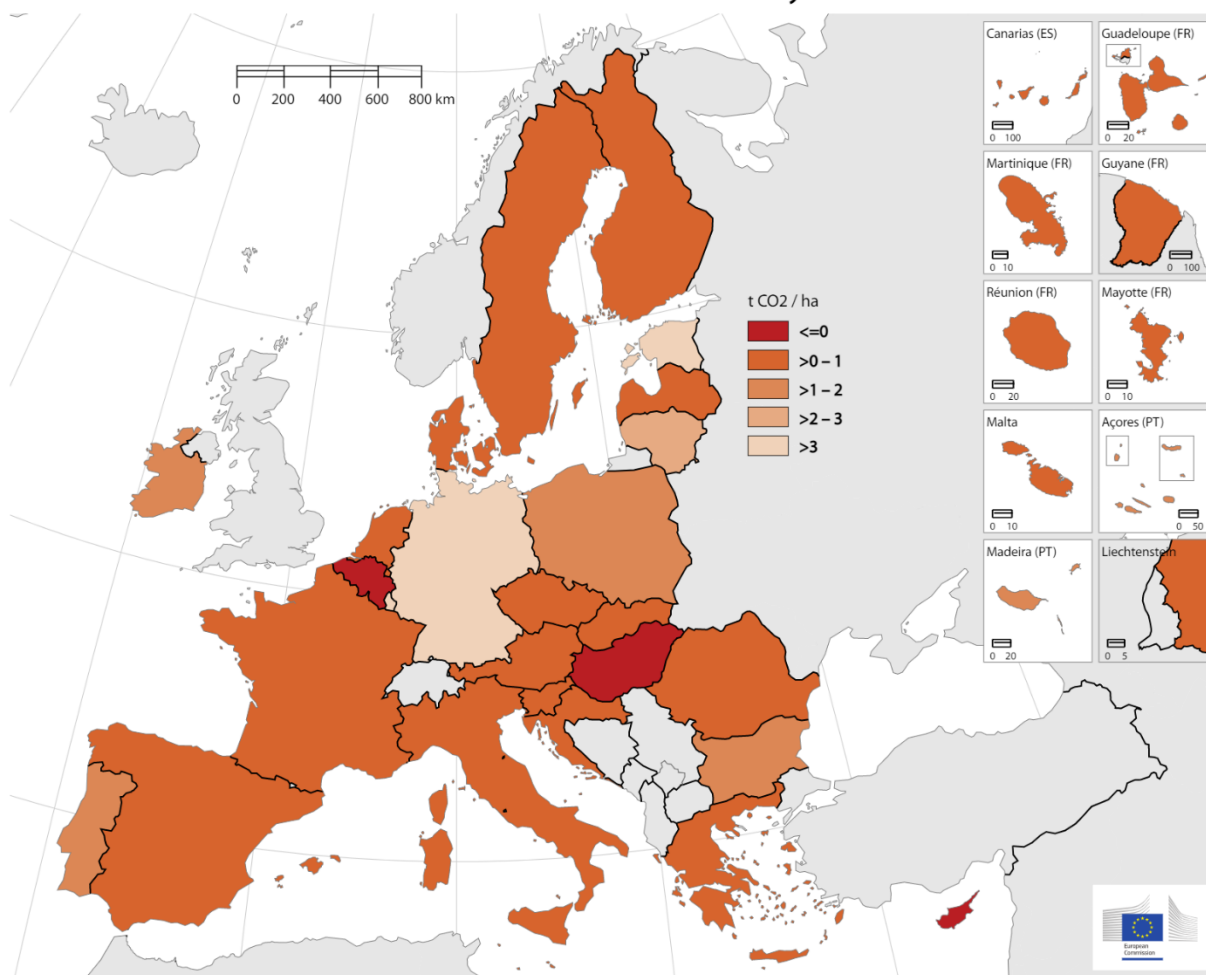 Canarias (ES)
0 100
Guadeloupe (FR)
0 20
0 200 400 600 800 km
Martinique (FR)
0 10
Guyane (FR)
0 100
Réunion (FR)
0 20
Mayotte (FR)
0 10
t CO2 / ha
<=0
>0 – 1
>1 – 2
>2 – 3
>3
Malta
0 10
Açores (PT)
0 50
Madeira (PT)
0 20
Liechtenstein
0 5
European
Commission